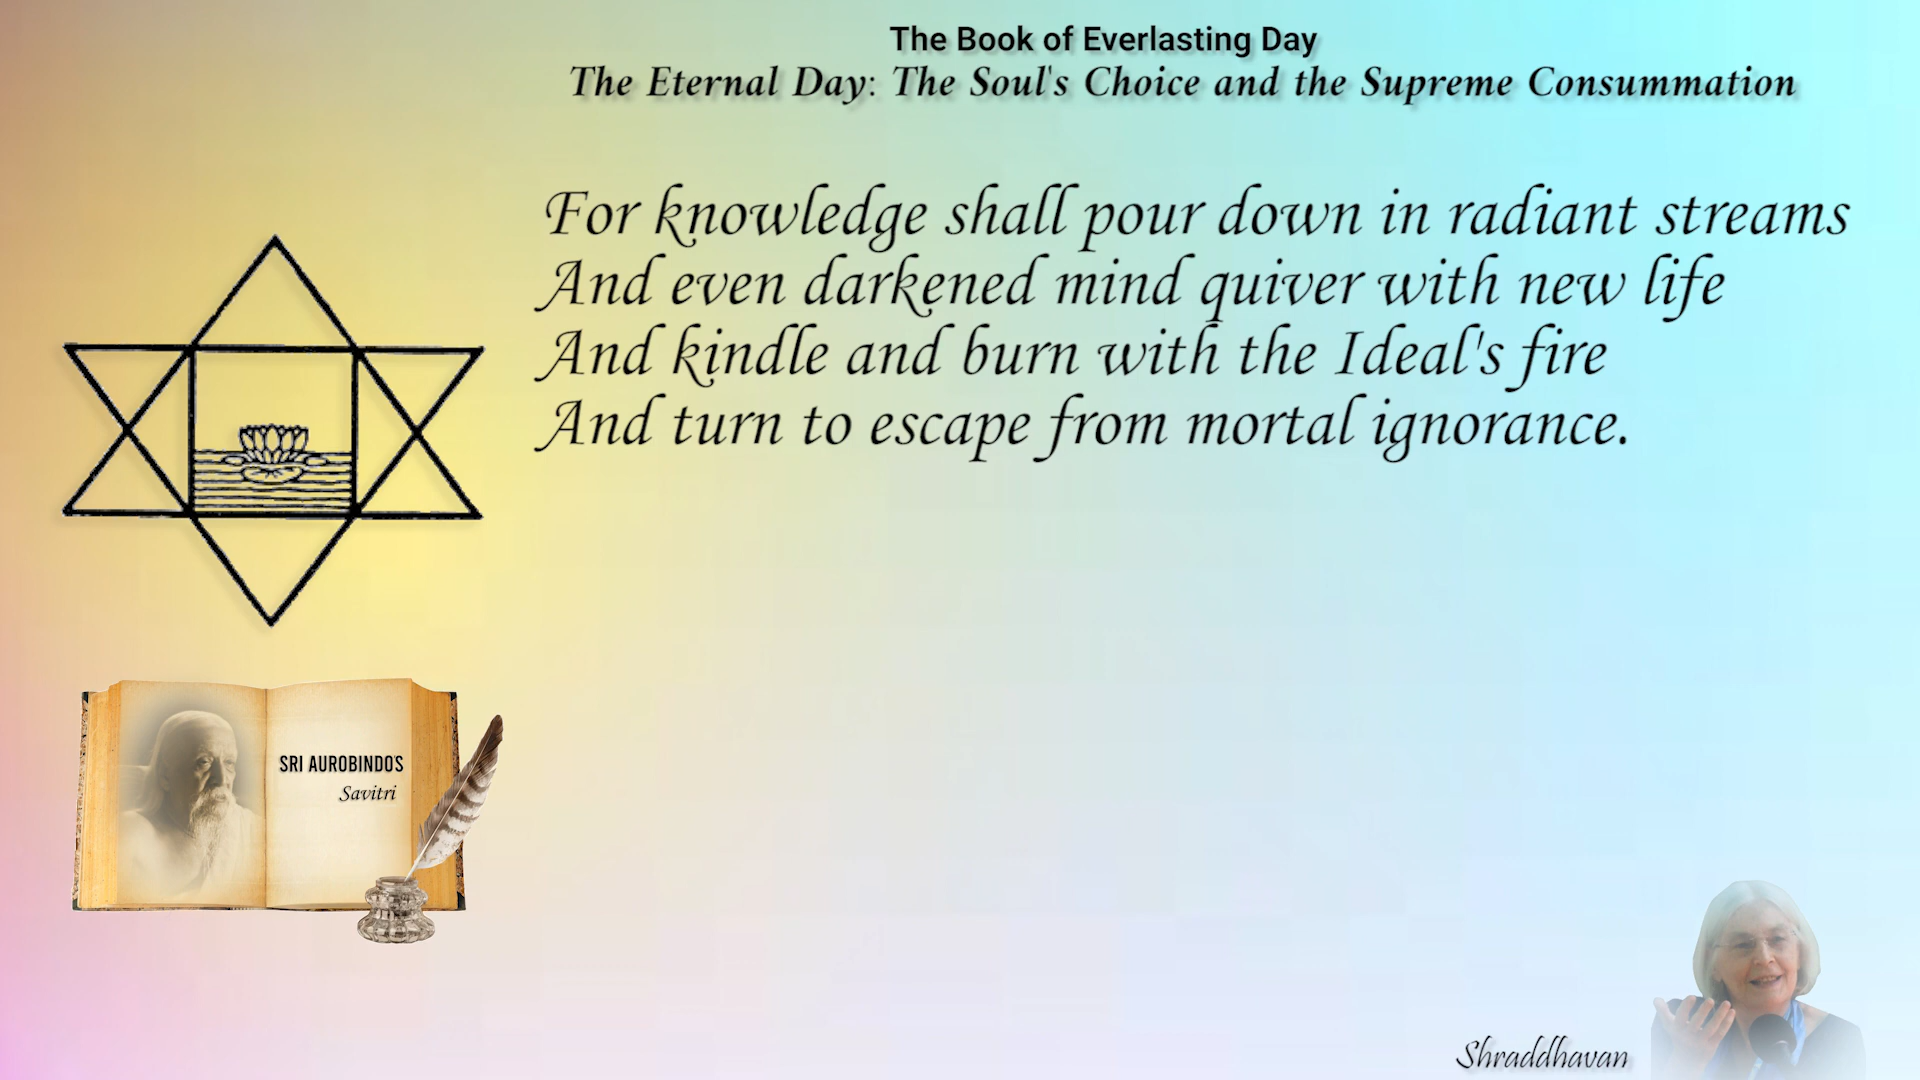 The Book of Everlasting Day
The Eternal Day: The Soul's Choice and the Supreme Consummation
For knowledge shall pour down in radiant streams
And even darkened mind quiver with new life
And kindle and burn with the Ideal's fire
And turn to escape from mortal ignorance.
SRI AUROBINDO'S
Savitri
Shraddhavan